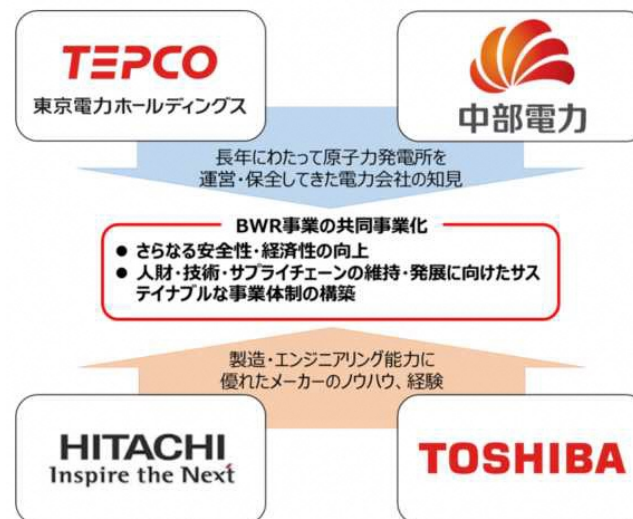 TEPCO
東京電力ホールディングス
中部電力
長年にわたって原子力発電所を
運営・保全してきた電力会社の知見
BWR事業の共同事業化
● さらなる安全性・経済性の向上
● 人財・技術・サプライチェーンの維持・発展に向けたサス
テイナブルな事業体制の構築
製造・エンジニアリング能力に
優れたメーカーのノウハウ、経験
HITACHI
Inspire the Next
TOSHIBA